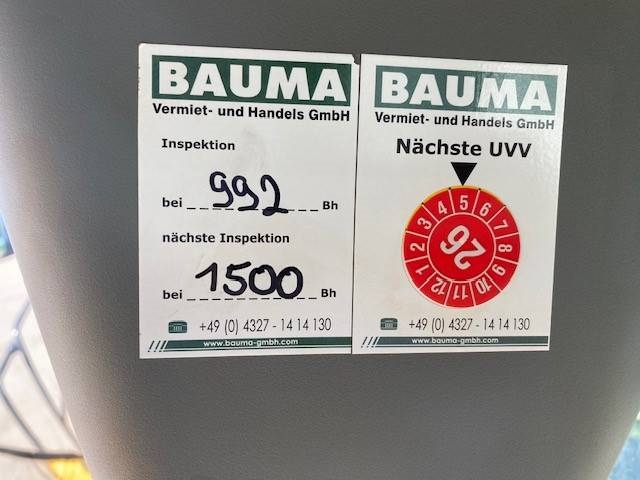 BAUMA
Vermiet- und Handels GmbH
Inspektion
bei 992 Bh
nächste Inspektion
bei 1500 Bh
+49 (0) 4327 - 14 14 130
www.bauma-gmbh.com
BAUMA
Vermiet- und Handels GmbH
Nächste UVV
1 2 3 4 5 6 7 8 9 10 11 12
26
+49 (0) 4327 - 14 14 130
www.bauma-gmbh.com